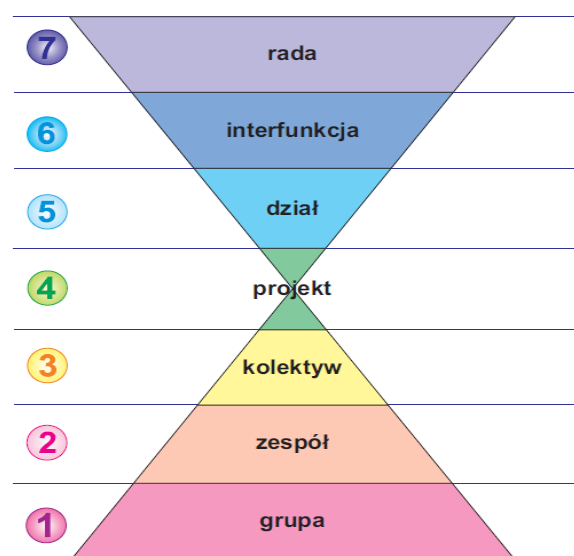 7 rada
6 interfunkcja
5 dział
4 projekt
3 kolektyw
2 zespół
1 grupa